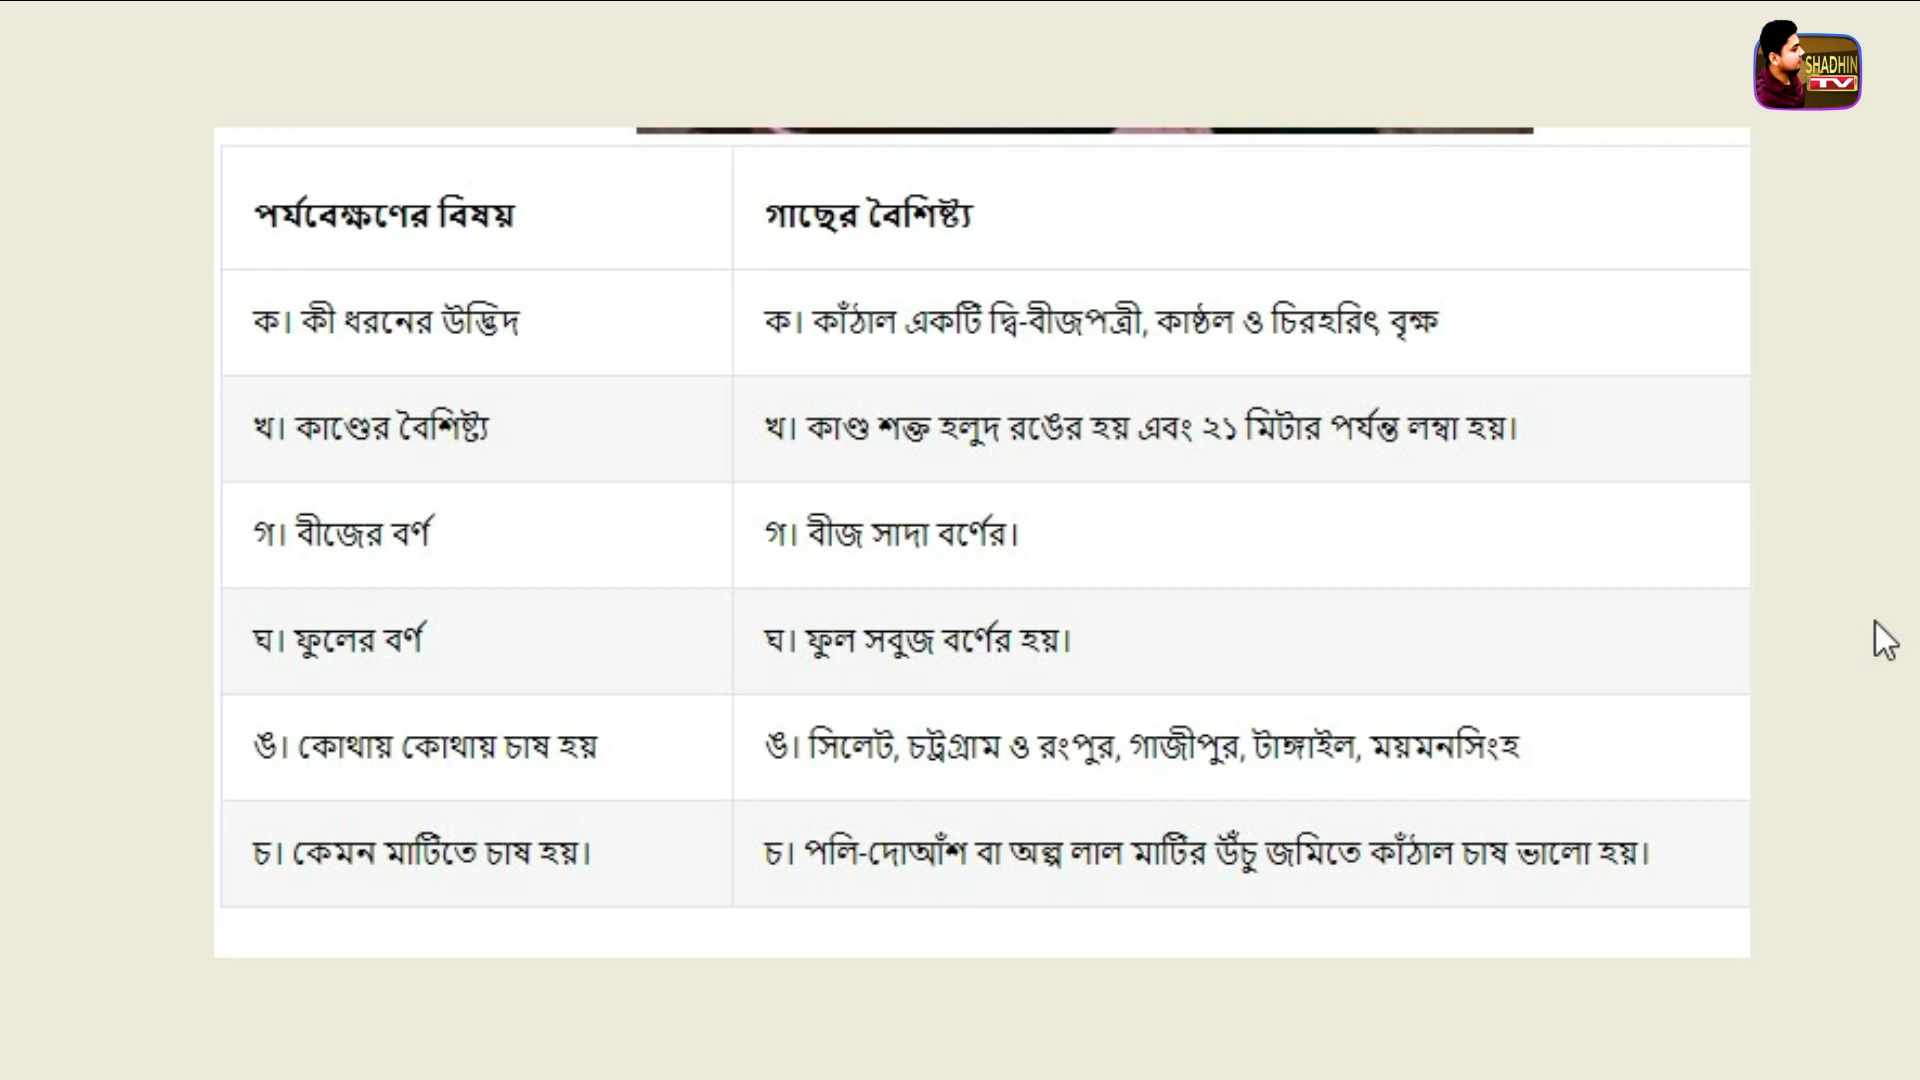 SHADHIN
TV
পর্যবেক্ষণের বিষয়
গাছের বৈশিষ্ট্য
ক। কী ধরনের উদ্ভিদ
ক। কাঁঠাল একটি দ্বি-বীজপত্রী, কাষ্ঠল ও চিরহরিৎ বৃক্ষ
খ। কাণ্ডের বৈশিষ্ট্য
খ। কাণ্ড শক্ত হলুদ রঙের হয় এবং ২১ মিটার পর্যন্ত লম্বা হয়।
গ। বীজের বর্ণ
গ। বীজ সাদা বর্ণের।
ঘ। ফুলের বর্ণ
ঘ। ফুল সবুজ বর্ণের হয়।
ঙ। কোথায় কোথায় চাষ হয়
ঙ। সিলেট, চট্রগ্রাম ও রংপুর, গাজীপুর, টাঙ্গাইল, ময়মনসিংহ
চ। কেমন মাটিতে চাষ হয়।
চ। পলি-দোআঁশ বা অল্প লাল মাটির উঁচু জমিতে কাঁঠাল চাষ ভালো হয়।